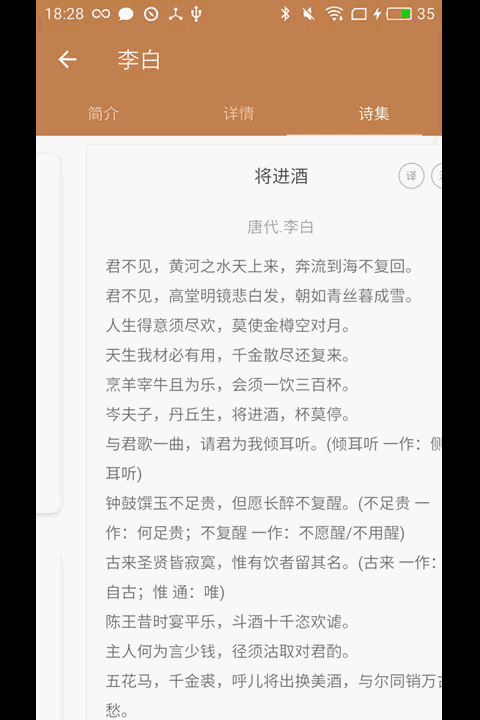 18:28
35
李白
简介
详情
诗集
将进酒
译
唐代.李白
君不见，黄河之水天上来，奔流到海不复回。
君不见，高堂明镜悲白发，朝如青丝暮成雪。
人生得意须尽欢，莫使金樽空对月。
天生我材必有用，千金散尽还复来。
烹羊宰牛且为乐，会须一饮三百杯。
岑夫子，丹丘生，将进酒，杯莫停。
与君歌一曲，请君为我倾耳听。(倾耳听 一作：侧
耳听)
钟鼓馔玉不足贵，但愿长醉不复醒。(不足贵 一
作：何足贵；不复醒 一作：不愿醒/不用醒)
古来圣贤皆寂寞，惟有饮者留其名。(古来 一作：
自古；惟 通：唯)
陈王昔时宴平乐，斗酒十千恣欢谑。
主人何为言少钱，径须沽取对君酌。
五花马，千金裘，呼儿将出换美酒，与尔同销万古
愁。